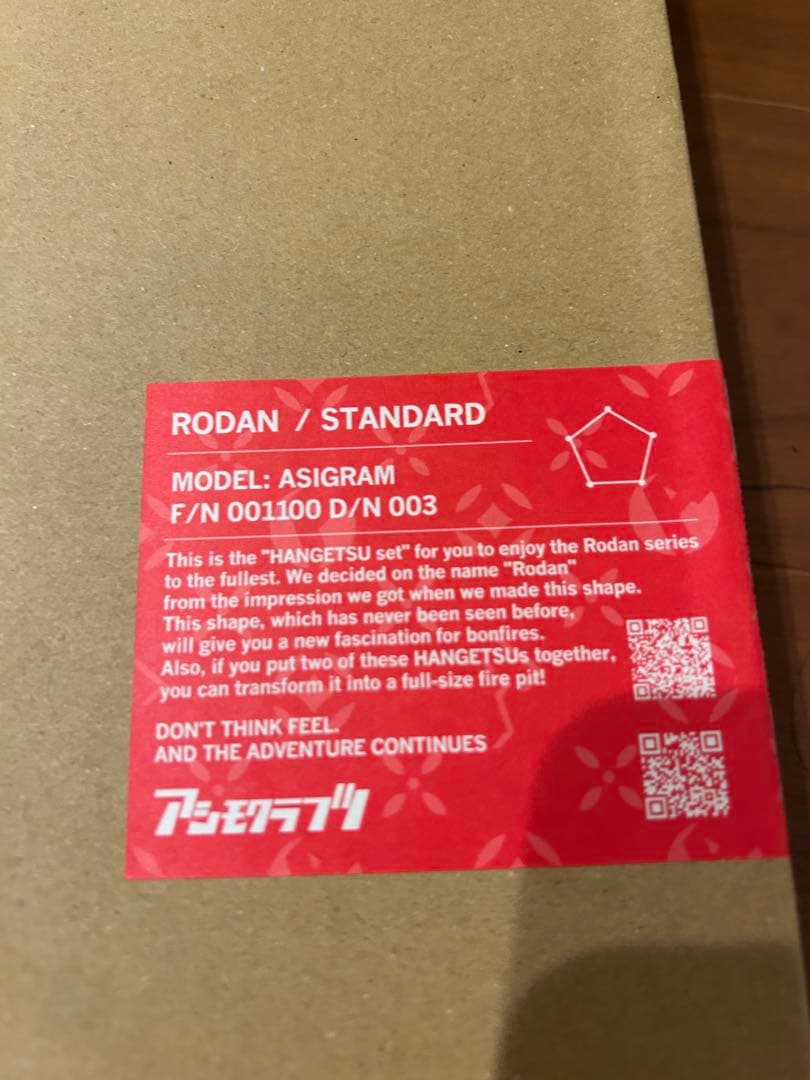 RODAN / STANDARD
MODEL: ASIGRAM
F/N 001100 D/N 003
This is the "HANGETSU set" for you to enjoy the Rodan series
to the fullest. We decided on the name "Rodan"
from the impression we got when we made this shape.
This shape, which has never been seen before,
will give you a new fascination for bonfires.
Also, if you put two of these HANGETSUs together,
you can transform it into a full-size fire pit!
DON'T THINK FEEL.
AND THE ADVENTURE CONTINUES
アシモクラフツ